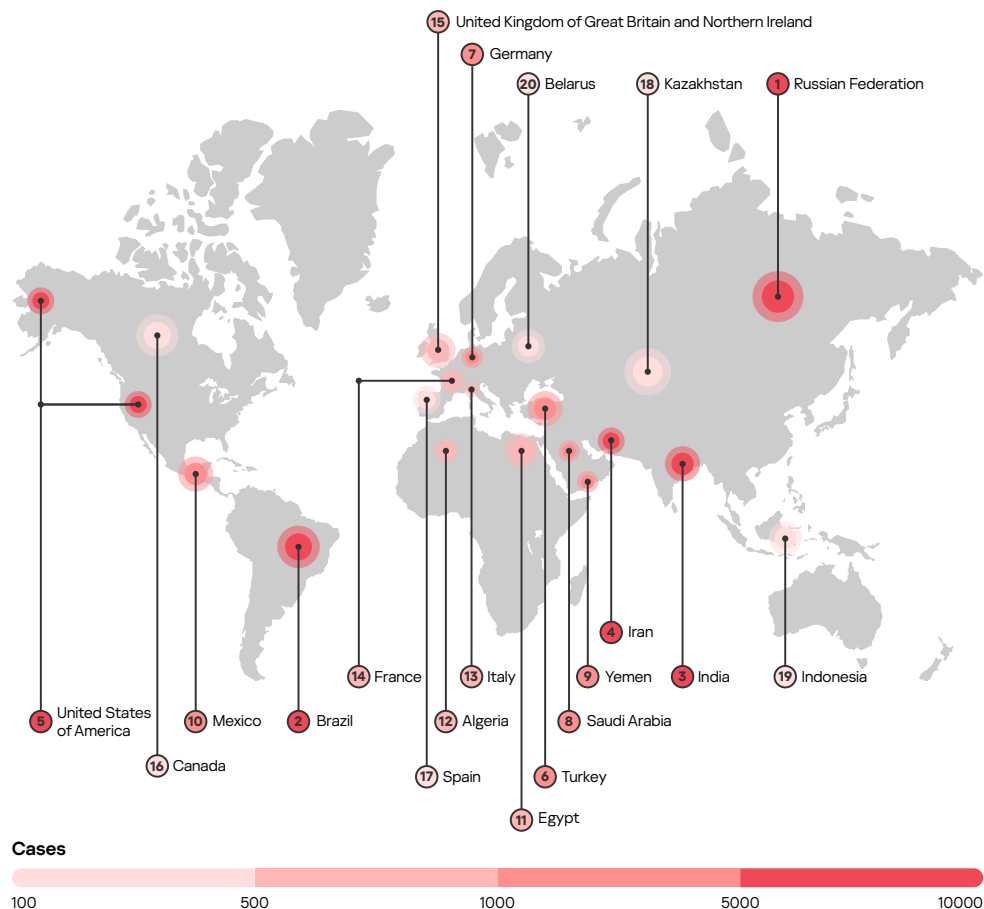 15 United Kingdom of Great Britain and Northern Ireland
7 Germany
20 Belarus
18 Kazakhstan
1 Russian Federation
4 Iran
14 France
13 Italy
9 Yemen
3 India
19 Indonesia
5 United States
of America
10 Mexico
2 Brazil
12 Algeria
8 Saudi Arabia
16 Canada
17 Spain
6 Turkey
11 Egypt
Cases
100 500 1000 5000 10000